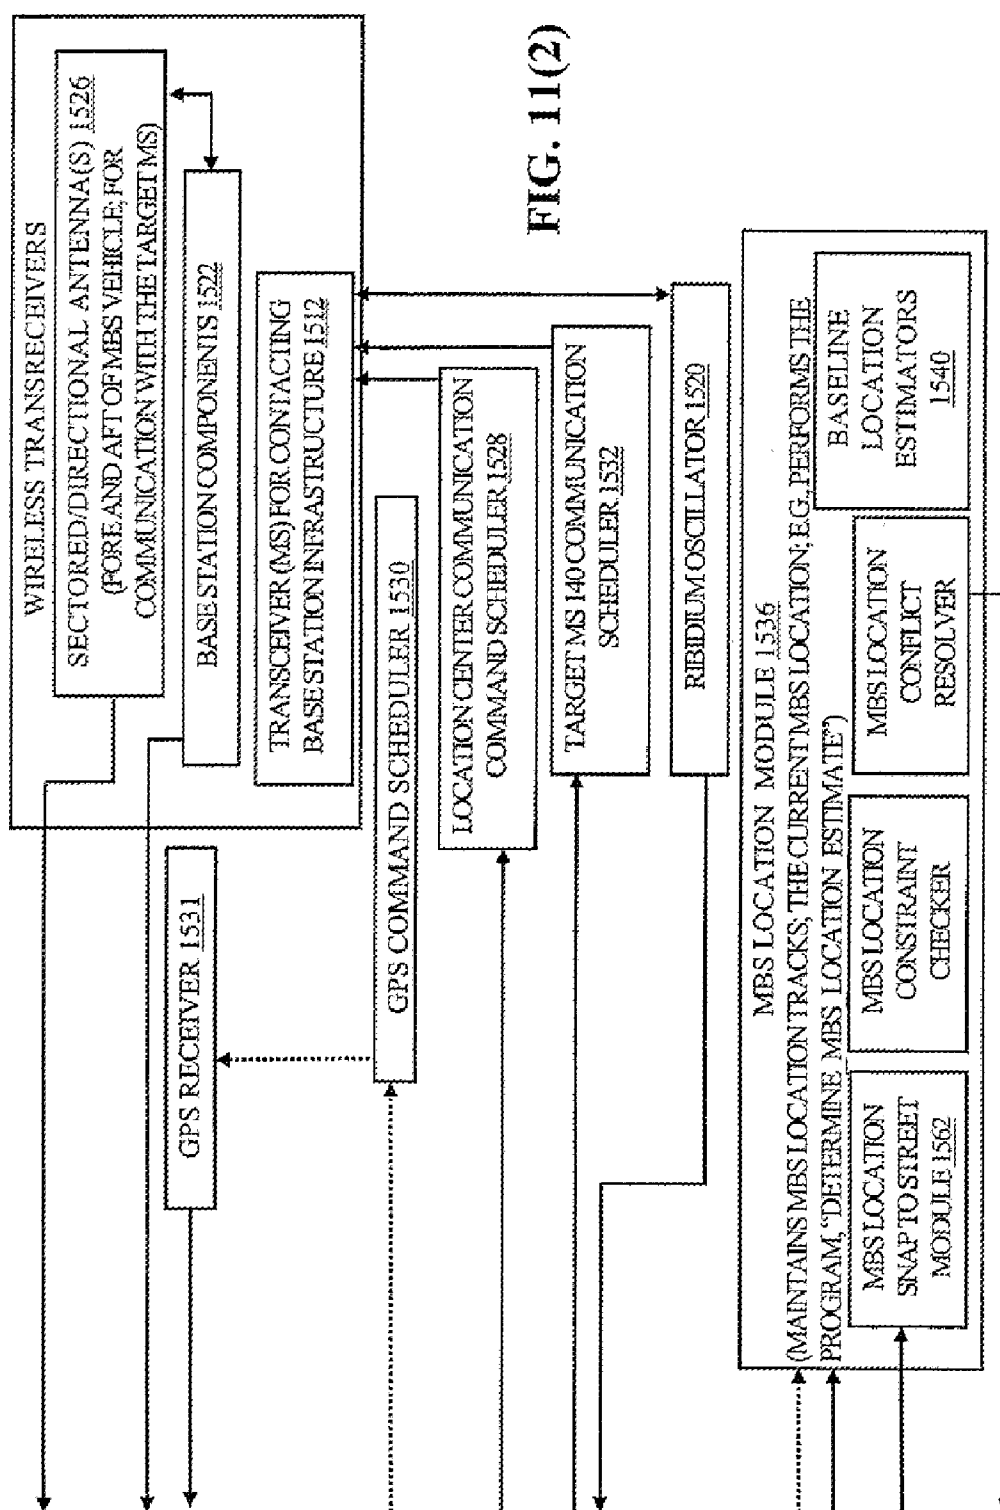 WIRELESS TRANSRECEIVERS
SECTORED/DIRECTIONAL ANTENNA(S) 1526
(FORE AND AFT OF MBS VEHICLE; FOR
COMMUNICATION WITH THE TARGET MS)
BASE STATION COMPONENTS 1522
TRANSCEIVER (MS) FOR CONTACTING
BASE STATION INFRASTRUCTURE 1512
GPS RECEIVER 1531
GPS COMMAND SCHEDULER 1530
LOCATION CENTER COMMUNICATION
COMMAND SCHEDULER 1528
FIG. 11(2)
TARGET MS 140 COMMUNICATION
SCHEDULER 1532
RIBIDIUM OSCILLATOR 1520
MBS LOCATION MODULE 1536
(MAINTAINS MBS LOCATION TRACKS; THE CURRENT MBS LOCATION; E.G., PERFORMS THE
PROGRAM, "DETERMINE_MBS_LOCATION ESTIMATE")
MBS LOCATION
SNAP TO STREET
MODULE 1562
MBS LOCATION
CONSTRAINT
CHECKER
MBS LOCATION
CONFLICT
RESOLVER
BASELINE
LOCATION
ESTIMATORS
1540